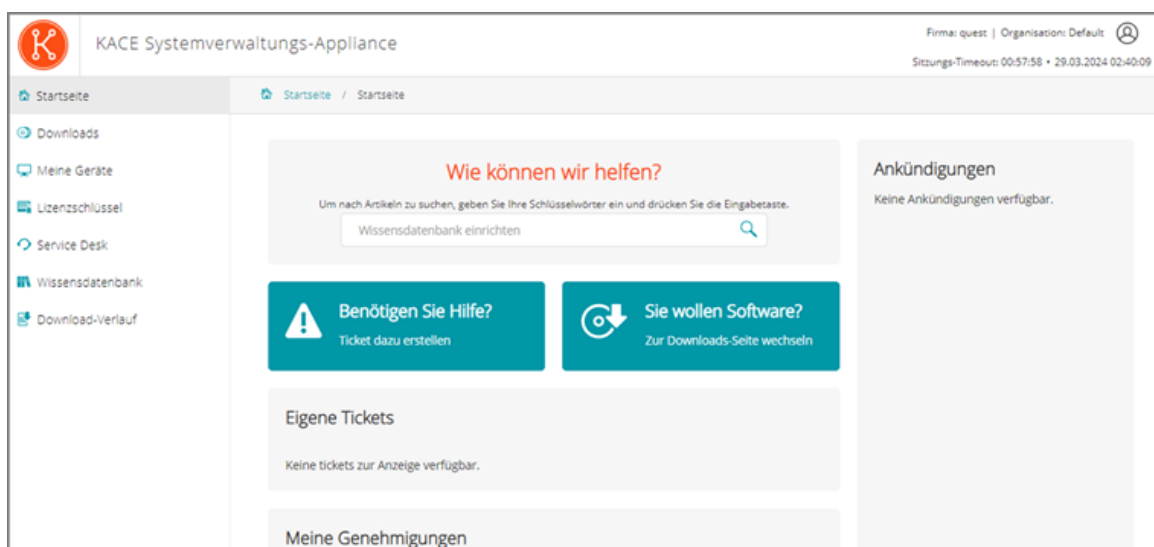 KACE Systemverwaltungs-Appliance
Firma: quest | Organisation: Default
Sitzungs-Timeout: 00:57:58 • 29.03.2024 02:40:09
Startseite
Downloads
Meine Geräte
Lizenzschlüssel
Service Desk
Wissensdatenbank
Download-Verlauf
Startseite / Startseite
Wie können wir helfen?
Um nach Artikeln zu suchen, geben Sie Ihre Schlüsselwörter ein und drücken Sie die Eingabetaste.
Wissensdatenbank einrichten
Benötigen Sie Hilfe?
Ticket dazu erstellen
Sie wollen Software?
Zur Downloads-Seite wechseln
Eigene Tickets
Keine tickets zur Anzeige verfügbar.
Meine Genehmigungen
Ankündigungen
Keine Ankündigungen verfügbar.